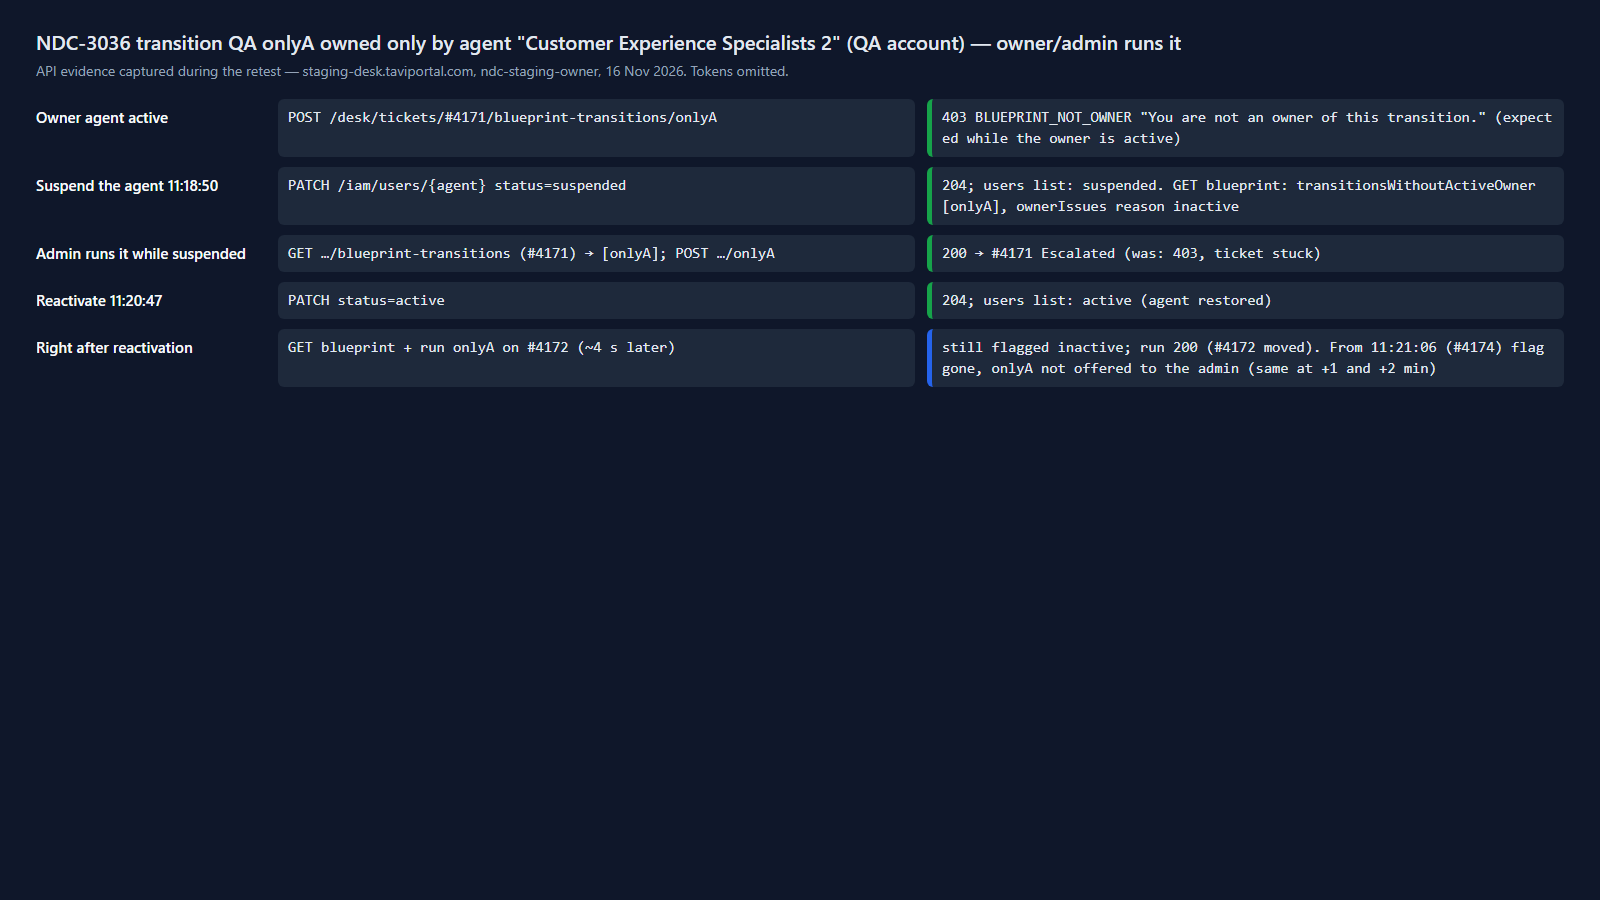 NDC-3036 transition QA onlyA owned only by agent "Customer Experience Specialists 2" (QA account) — owner/admin runs it
API evidence captured during the retest — staging-desk.taviportal.com, ndc-staging-owner, 16 Nov 2026. Tokens omitted.
Owner agent active
POST /desk/tickets/#4171/blueprint-transitions/onlyA
403 BLUEPRINT_NOT_OWNER "You are not an owner of this transition." (expect
ed while the owner is active)
Suspend the agent 11:18:50
PATCH /iam/users/{agent} status=suspended
204; users list: suspended. GET blueprint: transitionsWithoutActiveOwner
[onlyA], ownerIssues reason inactive
Admin runs it while suspended
GET …/blueprint-transitions (#4171) → [onlyA]; POST …/onlyA
200 → #4171 Escalated (was: 403, ticket stuck)
Reactivate 11:20:47
PATCH status=active
204; users list: active (agent restored)
Right after reactivation
GET blueprint + run onlyA on #4172 (~4 s later)
still flagged inactive; run 200 (#4172 moved). From 11:21:06 (#4174) flag
gone, onlyA not offered to the admin (same at +1 and +2 min)